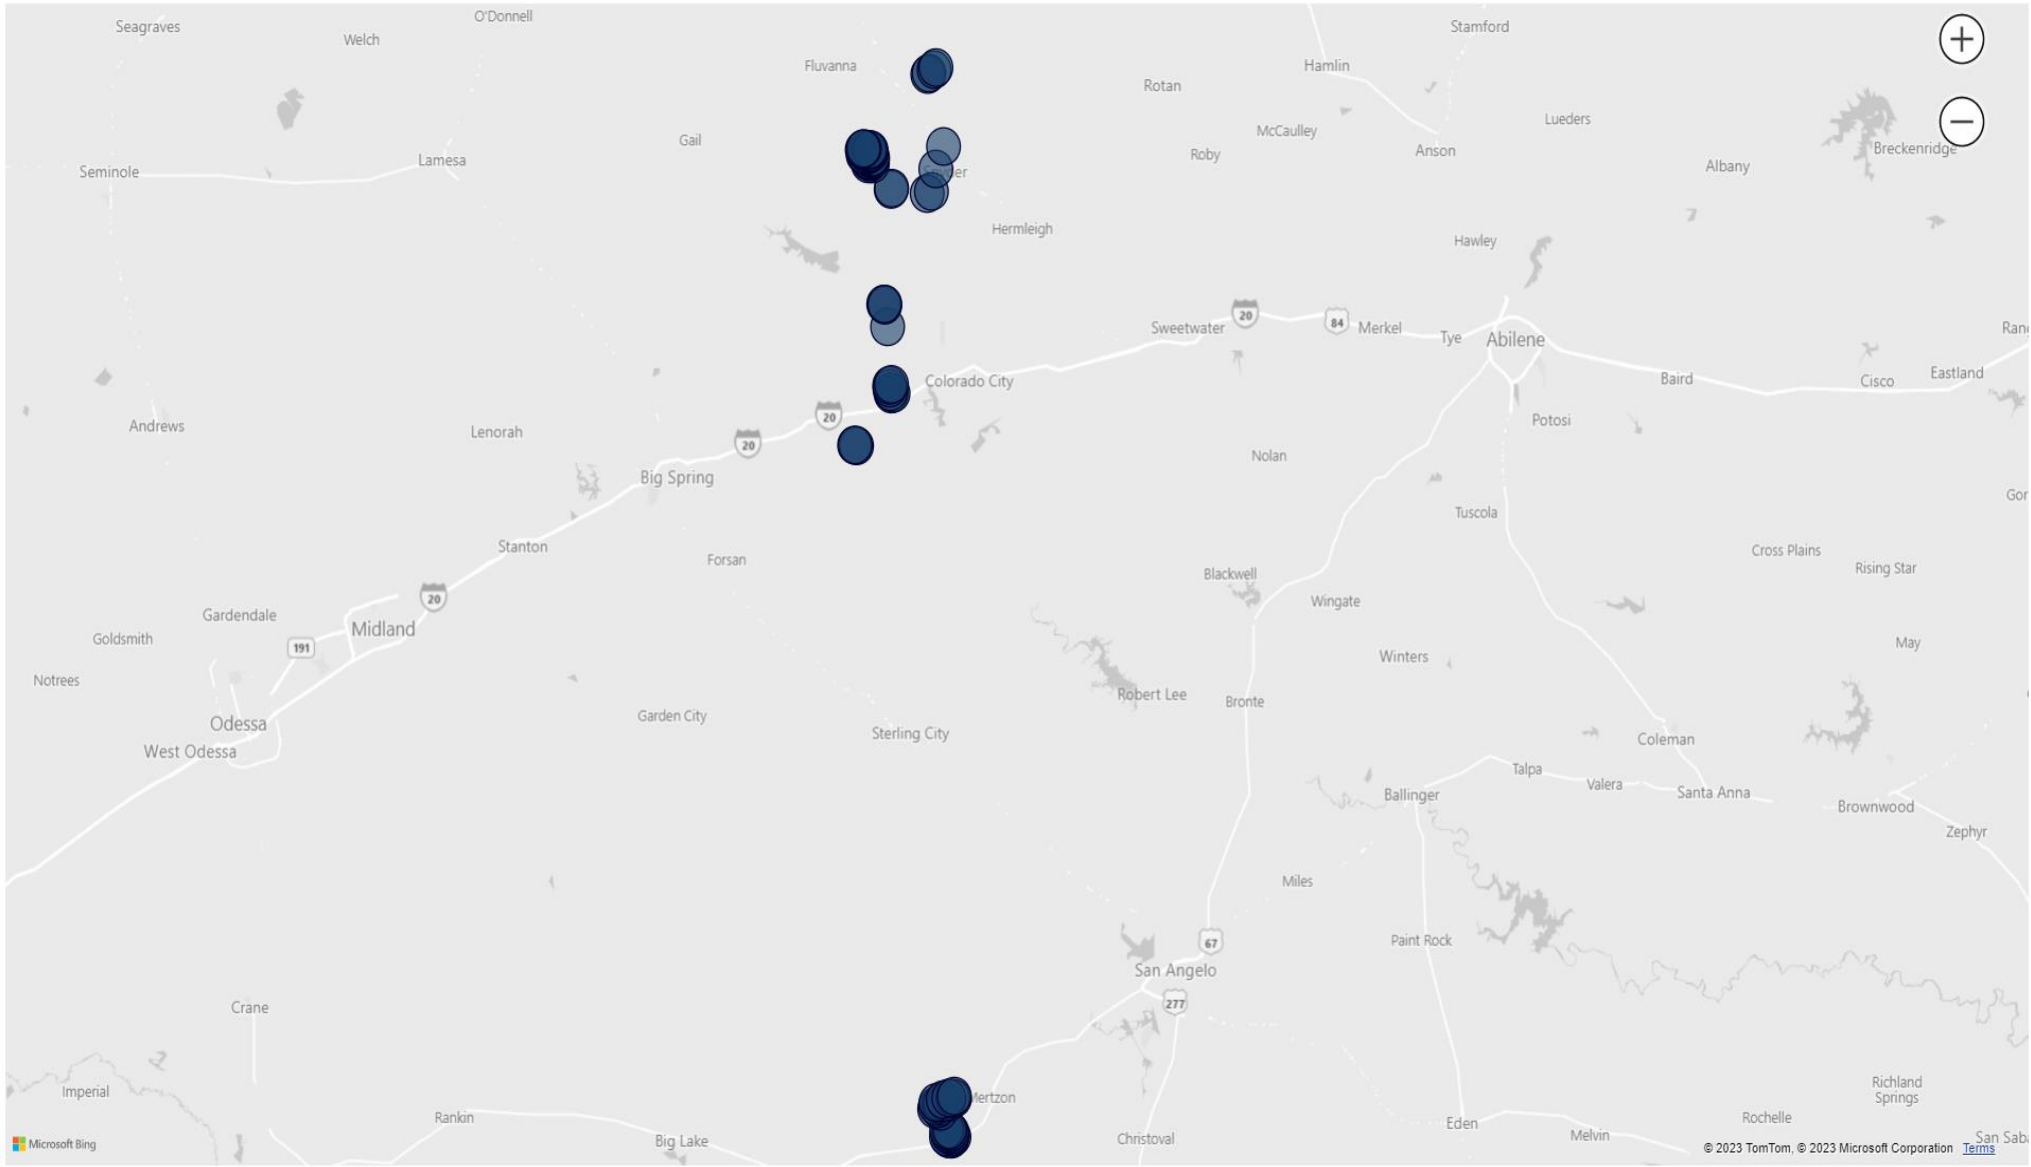 O'Donnell
Seagraves
Stamford
Welch
Fluvanna
Hamlin
Rotan
Lueders
McCaulley
Gail
Breckenridge
Anson
Roby
Lamesa
Albany
Seminole
Hermleigh
Hawley
20
84
Sweetwater
Merkel
Tye
Abilene
Eastland
Baird
Colorado City
Cisco
20
Potosi
Andrews
Lenorah
20
Nolan
Big Spring
Tuscola
Stanton
Cross Plains
Forsan
Rising Star
Blackwell
20
Wingate
Gardendale
Midland
Goldsmith
191
May
Winters
Notrees
Robert Lee
Bronte
Garden City
Odessa
Sterling City
Coleman
West Odessa
Talpa
Valera
Santa Anna
Ballinger
Brownwood
Zephyr
Miles
Paint Rock
67
San Angelo
277
Crane
Richland
Springs
Imperial
Mertzon
Rankin
Rochelle
Eden
Melvin
Big Lake
Christoval
San Sab
Microsoft Bing
© 2023 TomTom, © 2023 Microsoft Corporation Terms